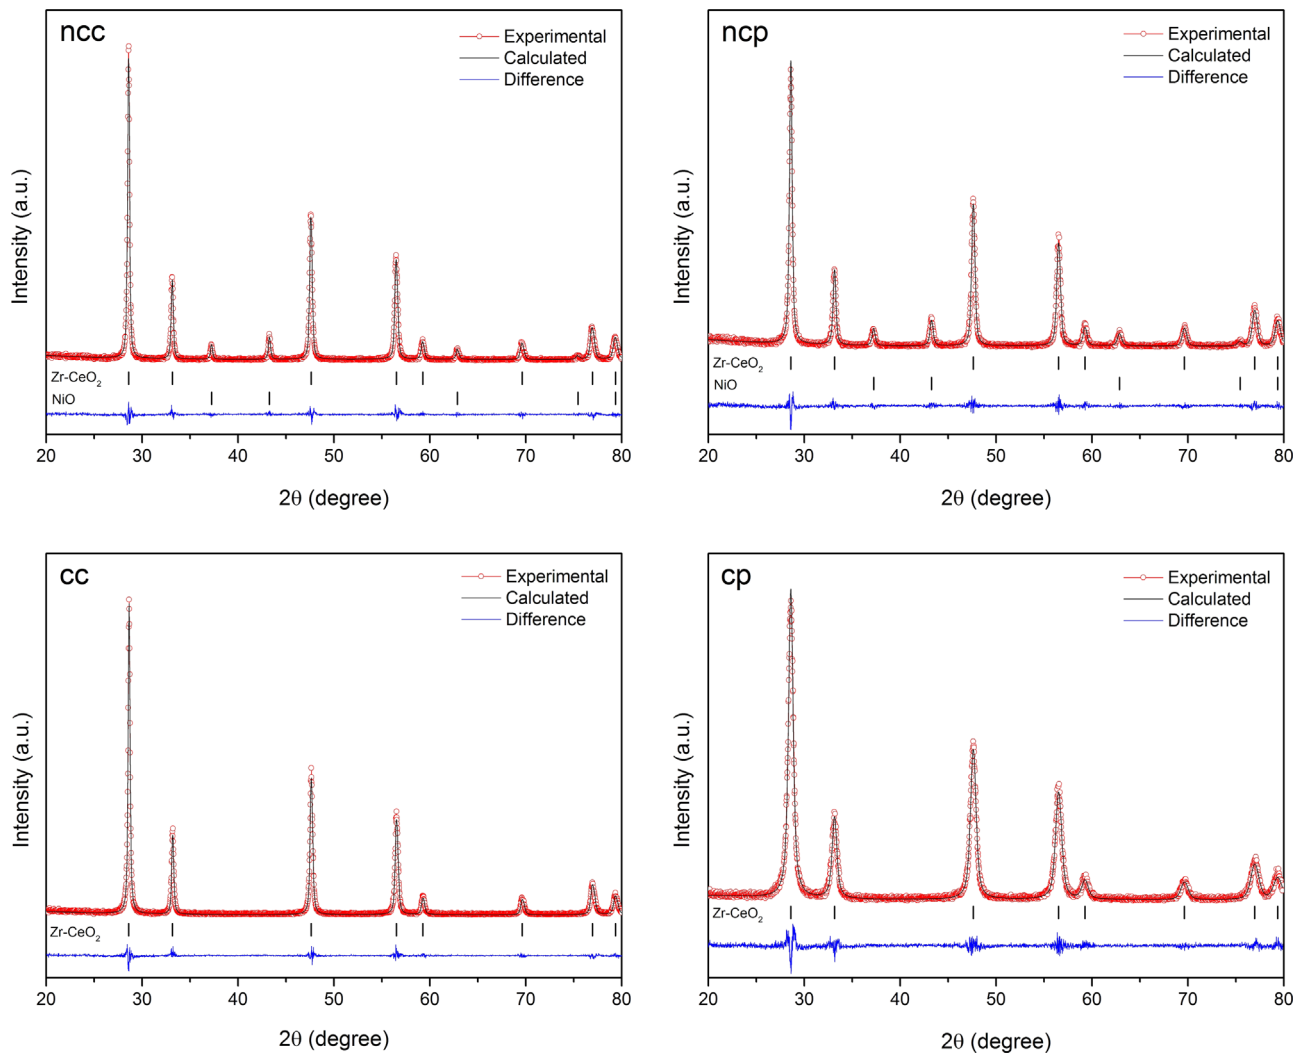 ncc
Experimental
Calculated
Difference
Intensity (a.u.)
Zr-CeO₂
NiO
20 30 40 50 60 70 80
2θ (degree)
ncp
Experimental
Calculated
Difference
Intensity (a.u.)
Zr-CeO₂
NiO
20 30 40 50 60 70 80
2θ (degree)
cc
Experimental
Calculated
Difference
Intensity (a.u.)
Zr-CeO₂
20 30 40 50 60 70 80
2θ (degree)
cp
Experimental
Calculated
Difference
Intensity (a.u.)
Zr-CeO₂
20 30 40 50 60 70 80
2θ (degree)